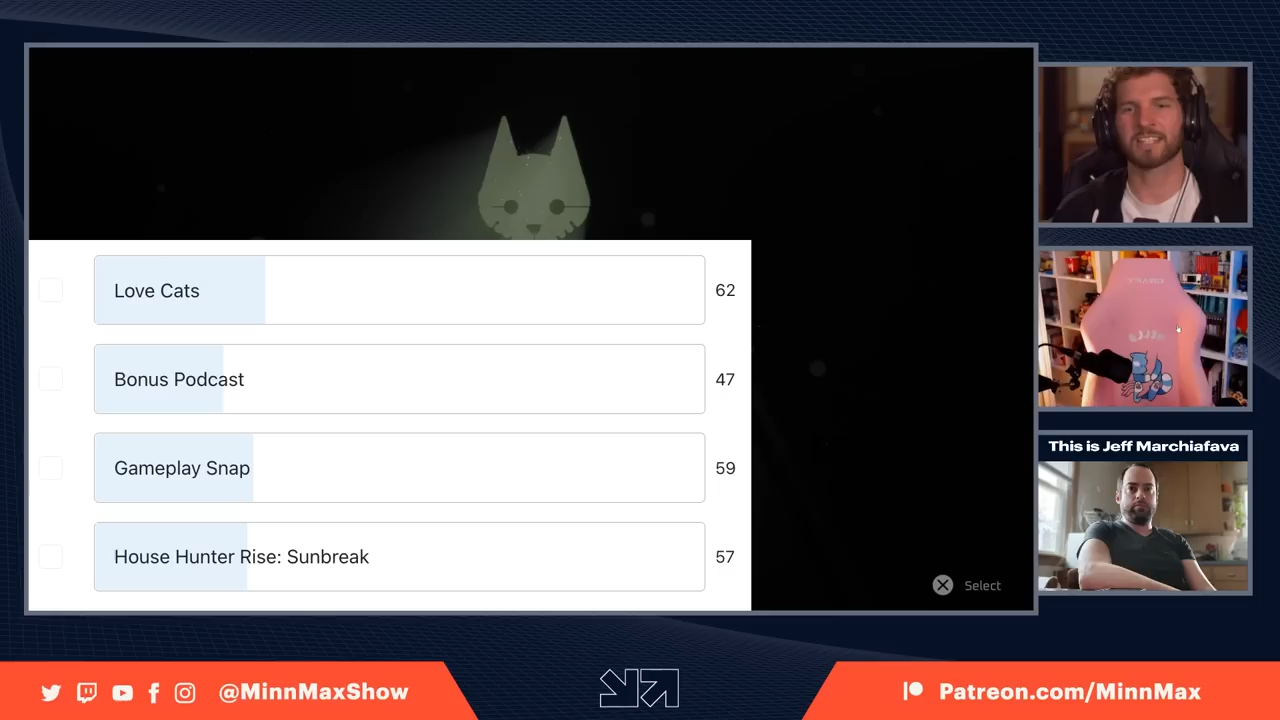 Love Cats
62
Bonus Podcast
47
Gameplay Snap
59
House Hunter Rise: Sunbreak
57
Select
HELLO
This is Jeff Marchiafava
@MinnMaxShow
Patreon.com/MinnMax